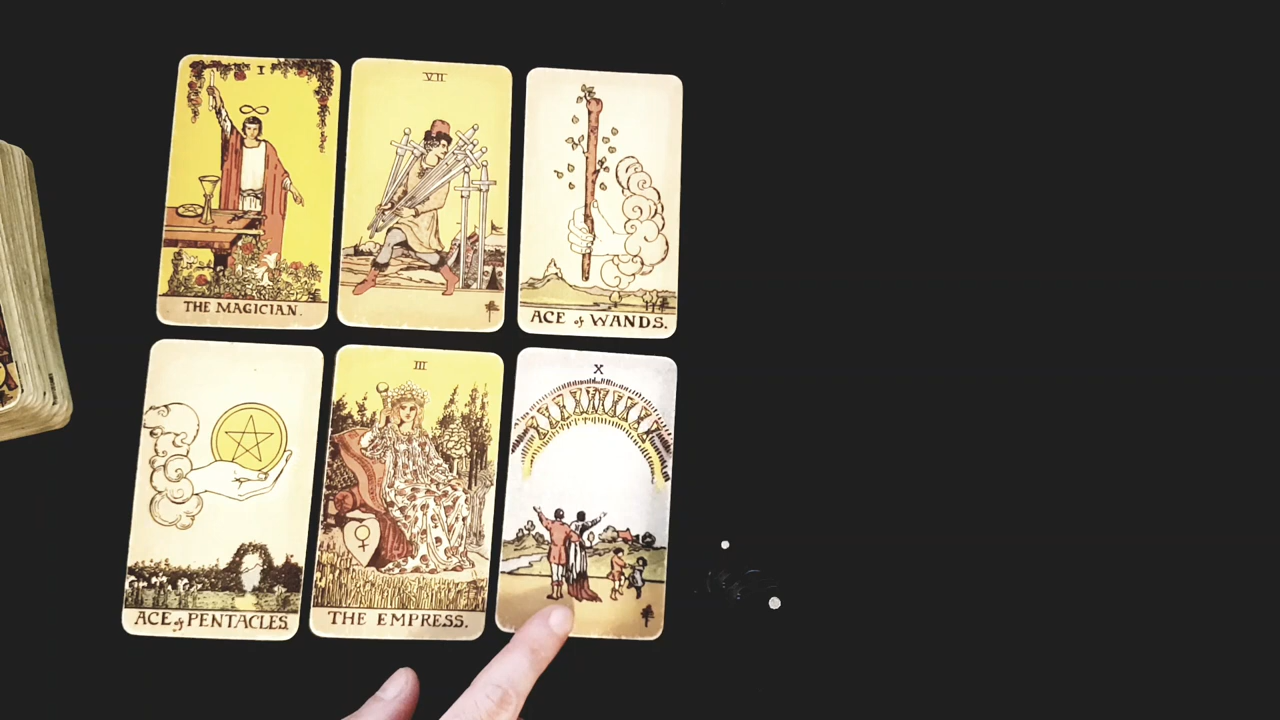 I
VII
THE MAGICIAN.
ACE of WANDS.
III
X
ACE of PENTACLES.
THE EMPRESS.